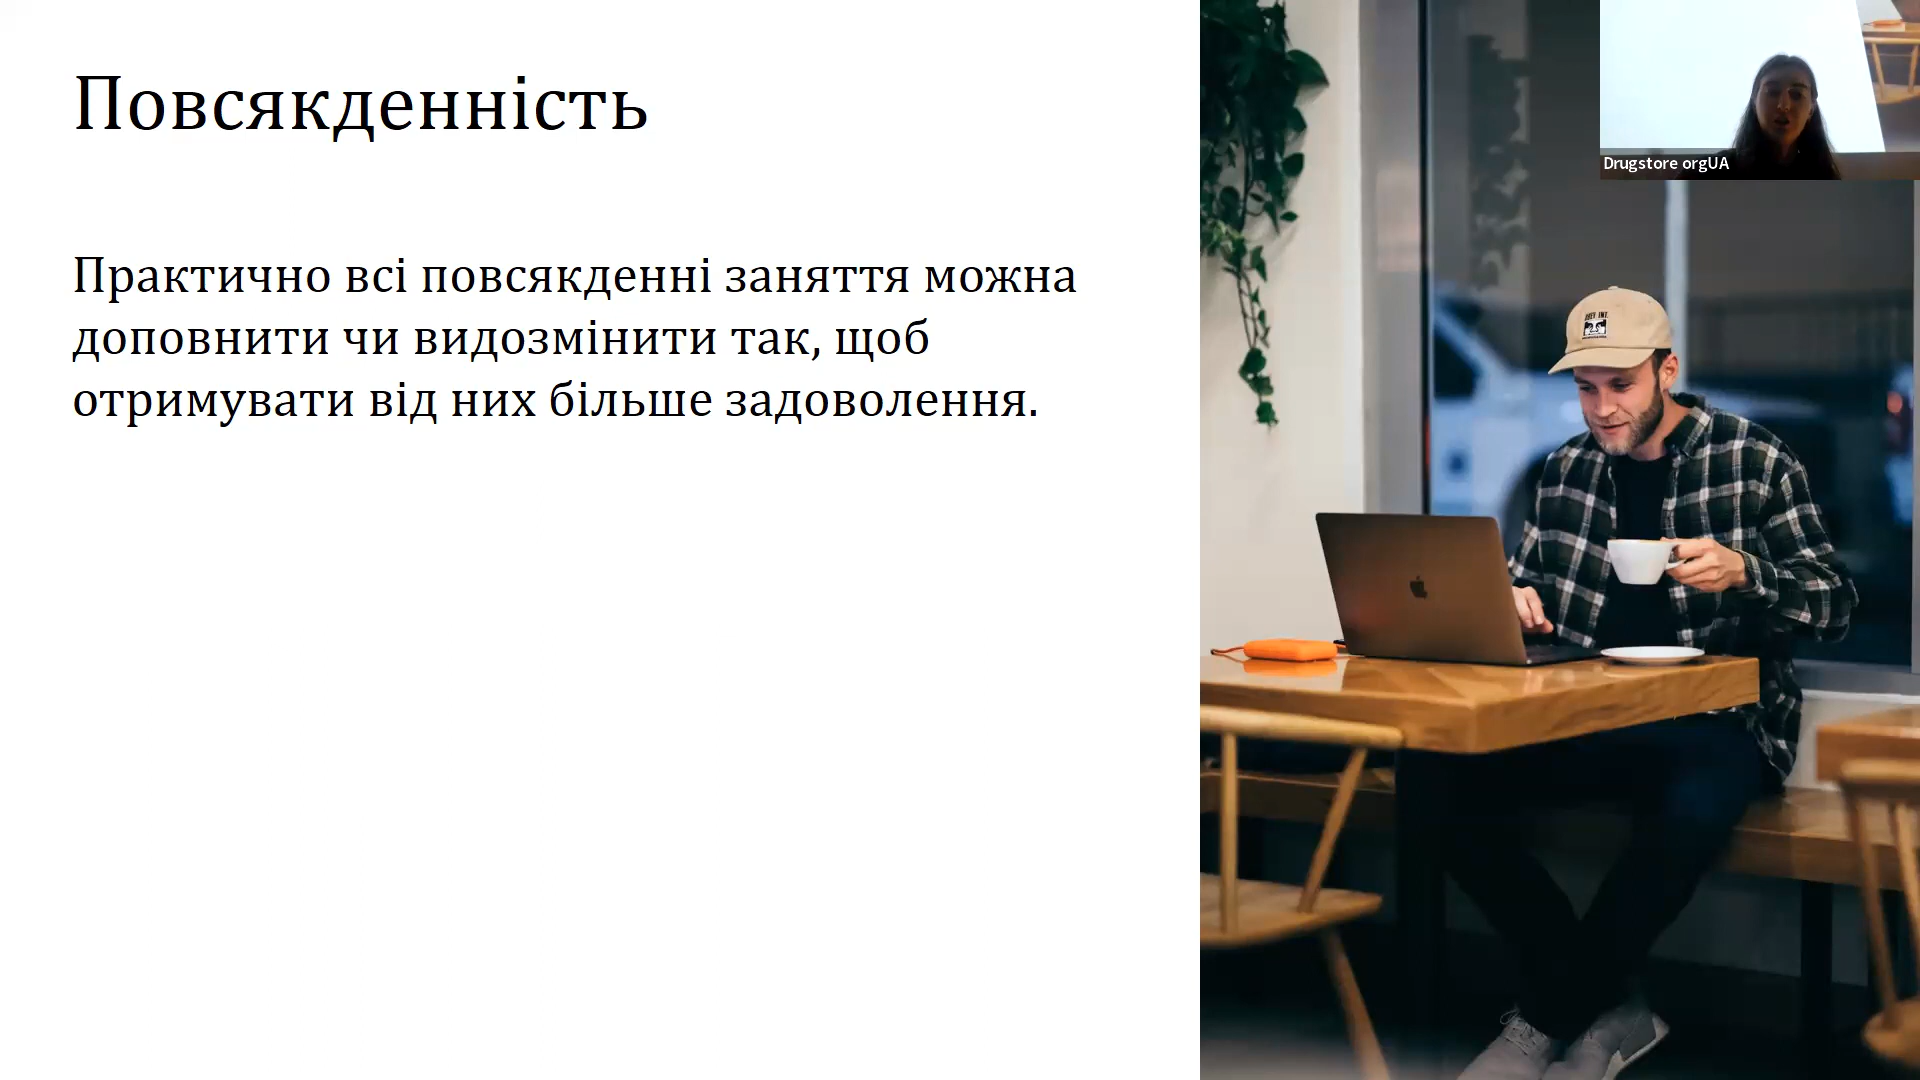 Повсякденність
Практично всі повсякденні заняття можна
доповнити чи видозмінити так, щоб
отримувати від них більше задоволення.
Drugstore orgUA